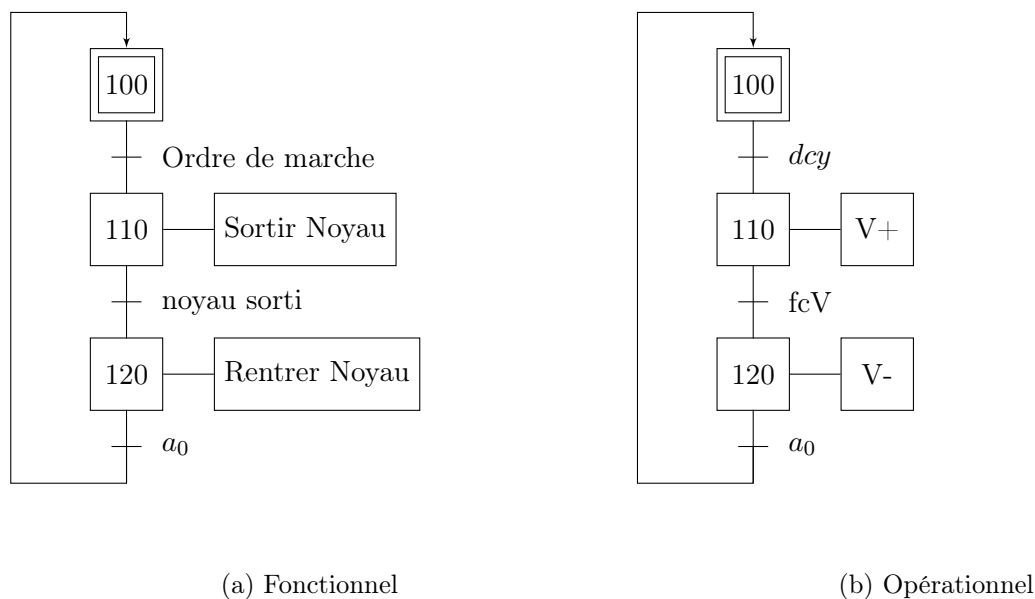 100
Ordre de marche
110
Sortir Noyau
noyau sorti
120
Rentrer Noyau
a0
(a) Fonctionnel
100
dcy
110
V+
fcV
120
V-
a0
(b) Opérationnel